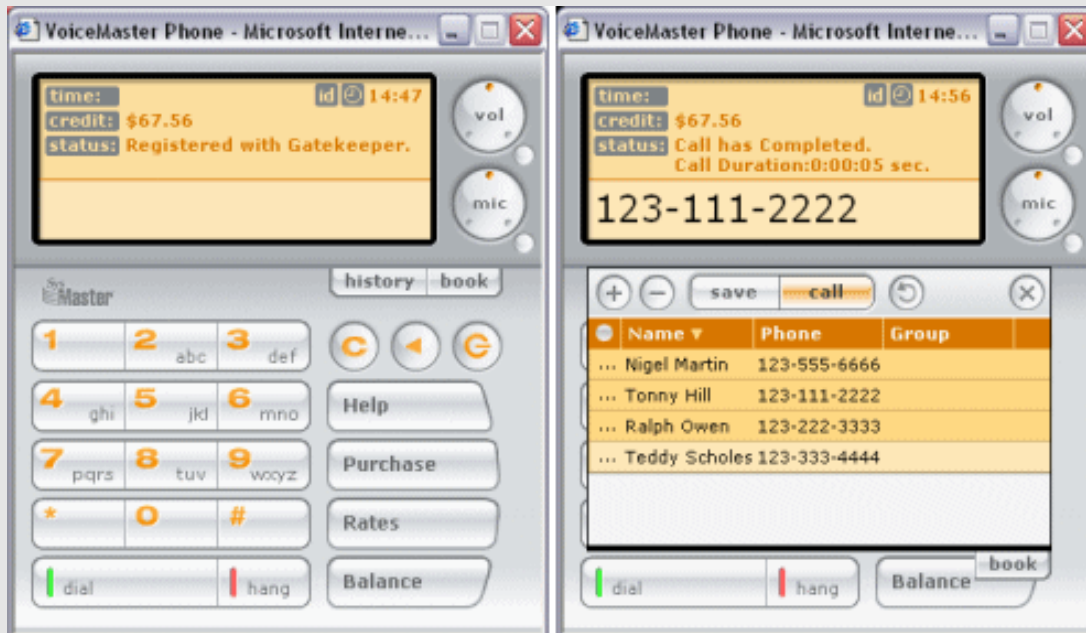 VoiceMaster Phone - Microsoft Interne...
time: id 14:47
credit: $67.56
status: Registered with Gatekeeper.
vol
mic
SysMaster
history book
1 2 abc 3 def
C
4 ghi 5 jkl 6 mno
Help
7 pqrs 8 tuv 9 wxyz
Purchase
* 0 #
Rates
dial hang
Balance
VoiceMaster Phone - Microsoft Interne...
time: id 14:56
credit: $67.56
status: Call has Completed.
Call Duration:0:00:05 sec.
123-111-2222
vol
mic
save call
Name Phone Group
... Nigel Martin 123-555-6666
... Tonny Hill 123-111-2222
... Ralph Owen 123-222-3333
... Teddy Scholes 123-333-4444
book
dial hang
Balance